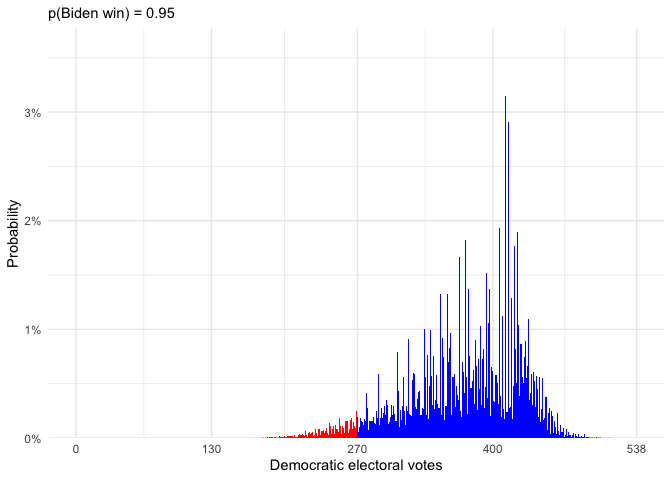 p(Biden win) = 0.95
Probability
3%
2%
1%
0%
0 130 270 400 538
Democratic electoral votes